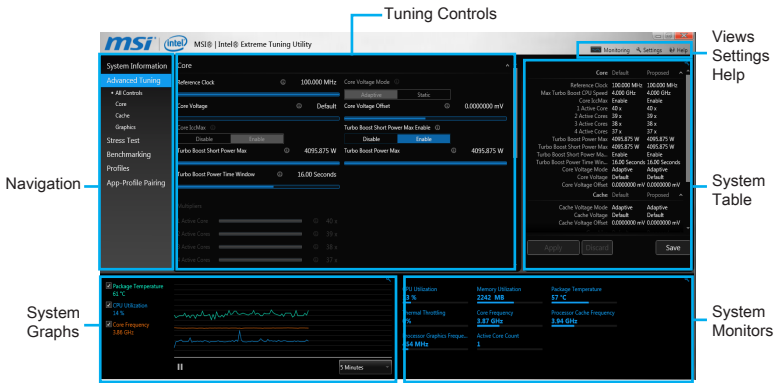 Tuning Controls
Views
Settings
Help
msi intel MSI® | Intel® Extreme Tuning Utility
Monitoring Settings Help
Navigation
System Information
Advanced Tuning
• All Controls
Core
Cache
Graphics
Stress Test
Benchmarking
Profiles
App-Profile Pairing
Core
Reference Clock 100.000 MHz
Core Voltage Default
Core IccMax
Disable Enable
Turbo Boost Short Power Max 4095.875 W
Turbo Boost Power Time Window 16.00 Seconds
Multipliers
1 Active Core 40 x
2 Active Cores 39 x
3 Active Cores 38 x
4 Active Cores 37 x
Core Voltage Mode
Adaptive Static
Core Voltage Offset 0.0000000 mV
Turbo Boost Short Power Max Enable
Disable Enable
Turbo Boost Power Max 4095.875 W
System
Table
Core Default Proposed
Reference Clock 100.000 MHz 100.000 MHz
Max Turbo Boost CPU Speed 4.000 GHz 4.000 GHz
Core IccMax Enable Enable
1 Active Core 40 x 40 x
2 Active Cores 39 x 39 x
3 Active Cores 38 x 38 x
4 Active Cores 37 x 37 x
Turbo Boost Power Max 4095.875 W 4095.875 W
Turbo Boost Short Power Max 4095.875 W 4095.875 W
Turbo Boost Short Power Ma... Enable Enable
Turbo Boost Power Time Win... 16.00 Seconds 16.00 Seconds
Core Voltage Mode Adaptive Adaptive
Core Voltage Default Default
Core Voltage Offset 0.0000000 mV 0.0000000 mV
Cache Default Proposed
Cache Voltage Mode Adaptive Adaptive
Cache Voltage Default Default
Cache Voltage Offset 0.0000000 mV 0.0000000 mV
Apply Discard Save
System
Graphs
Package Temperature
61 °C
CPU Utilization
14 %
Core Frequency
3.86 GHz
5 Minutes
System
Monitors
CPU Utilization
3 %
Memory Utilization
2242 MB
Package Temperature
57 °C
Thermal Throttling
%
Core Frequency
3.87 GHz
Processor Cache Frequency
3.94 GHz
Processor Graphics Freque...
MHz
Active Core Count
1